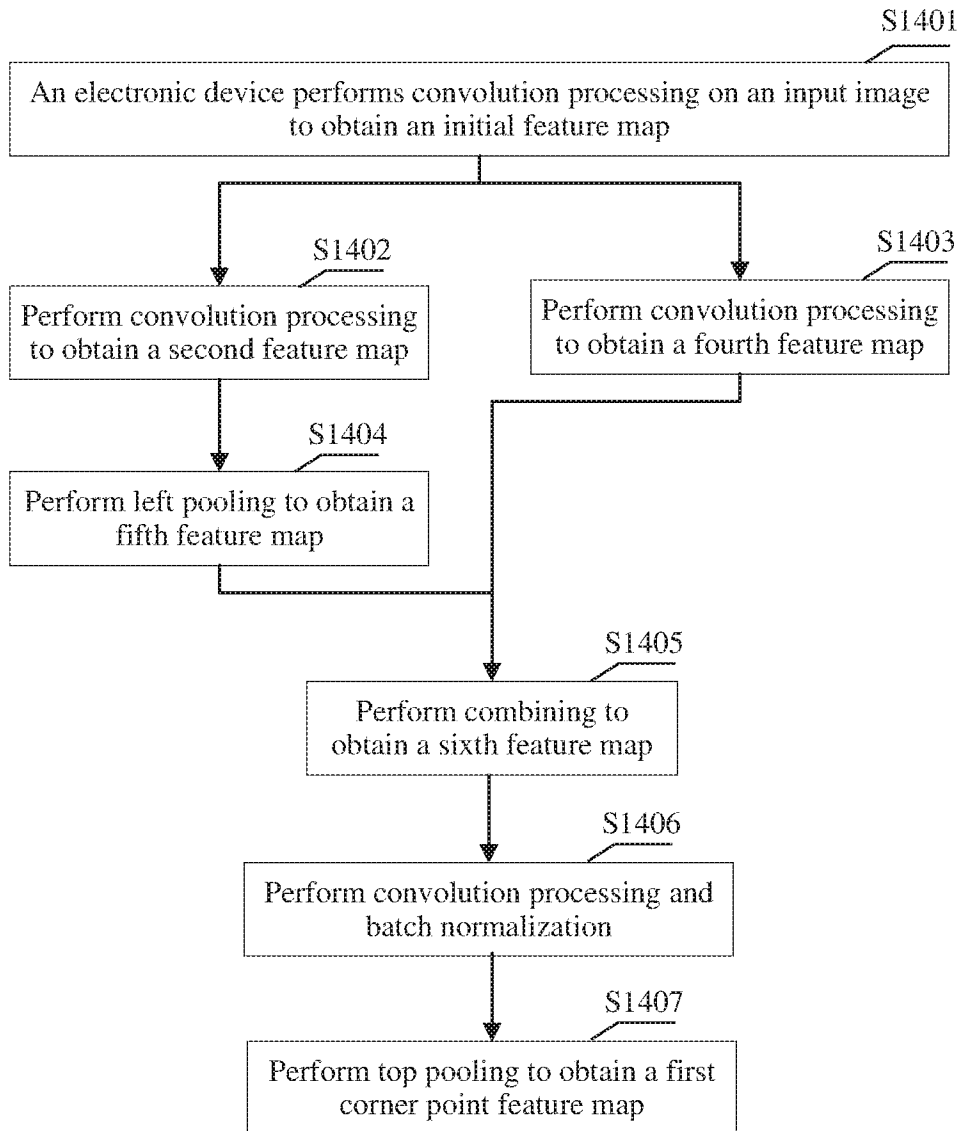 S1401
An electronic device performs convolution processing on an input image
to obtain an initial feature map
S1402
Perform convolution processing
to obtain a second feature map
S1403
Perform convolution processing
to obtain a fourth feature map
S1404
Perform left pooling to obtain a
fifth feature map
S1405
Perform combining to
obtain a sixth feature map
S1406
Perform convolution processing and
batch normalization
S1407
Perform top pooling to obtain a first
corner point feature map